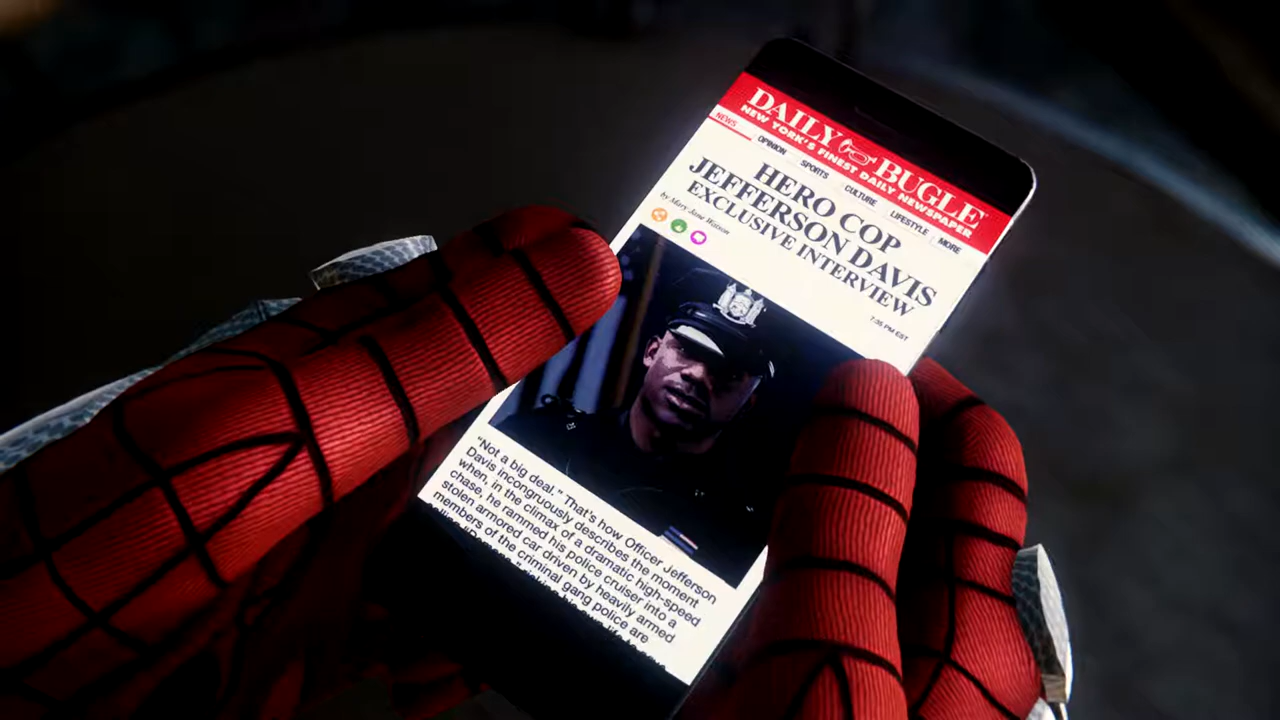 DAILY BUGLE
NEW YORK'S FINEST DAILY NEWSPAPER
NEWS OPINION SPORTS CULTURE LIFESTYLE MORE
HERO COP
JEFFERSON DAVIS
EXCLUSIVE INTERVIEW
by Mary-Jane Watson
7:35 PM EST
"Not a big deal." That's how Officer Jefferson
Davis incongruously describes the moment
when, in the climax of a dramatic high-speed
chase, he rammed his police cruiser into a
stolen armored car driven by heavily armed
members of the criminal gang police are